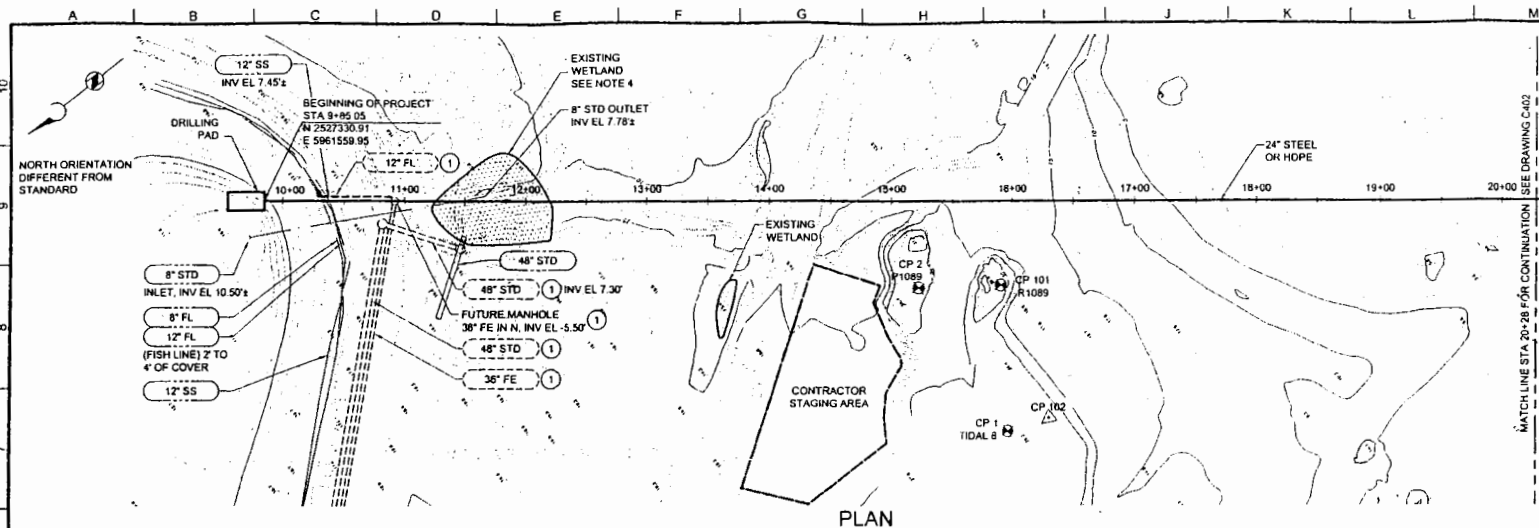 A B C D E F G H I J K L M
10
9
8
12" SS
INV EL 7.45'±
BEGINNING OF PROJECT
STA 9+85.05
N 2527330.91
E 5961559.95
DRILLING
PAD
NORTH ORIENTATION
DIFFERENT FROM
STANDARD
12" FL 1
EXISTING
WETLAND
SEE NOTE 4
8" STD OUTLET
INV EL 7.78'±
24" STEEL
OR HDPE
10+00 11+00 12+00 13+00 14+00 15+00 16+00 17+00 18+00 19+00 20+00
8" STD
INLET, INV EL 10.50'±
8" FL
12" FL
(FISH LINE) 2' TO
4' OF COVER
12" SS
48" STD
48" STD 1 INV EL 7.30'
FUTURE MANHOLE
36" FE IN N, INV EL -5.50' 1
48" STD 1
36" FE 1
EXISTING
WETLAND
CONTRACTOR
STAGING AREA
CP 2
P1089
CP 101
R1089
CP 1
TIDAL 8
CP 102
MATCH LINE STA 20+28 FOR CONTINUATION SEE DRAWING C402
PLAN